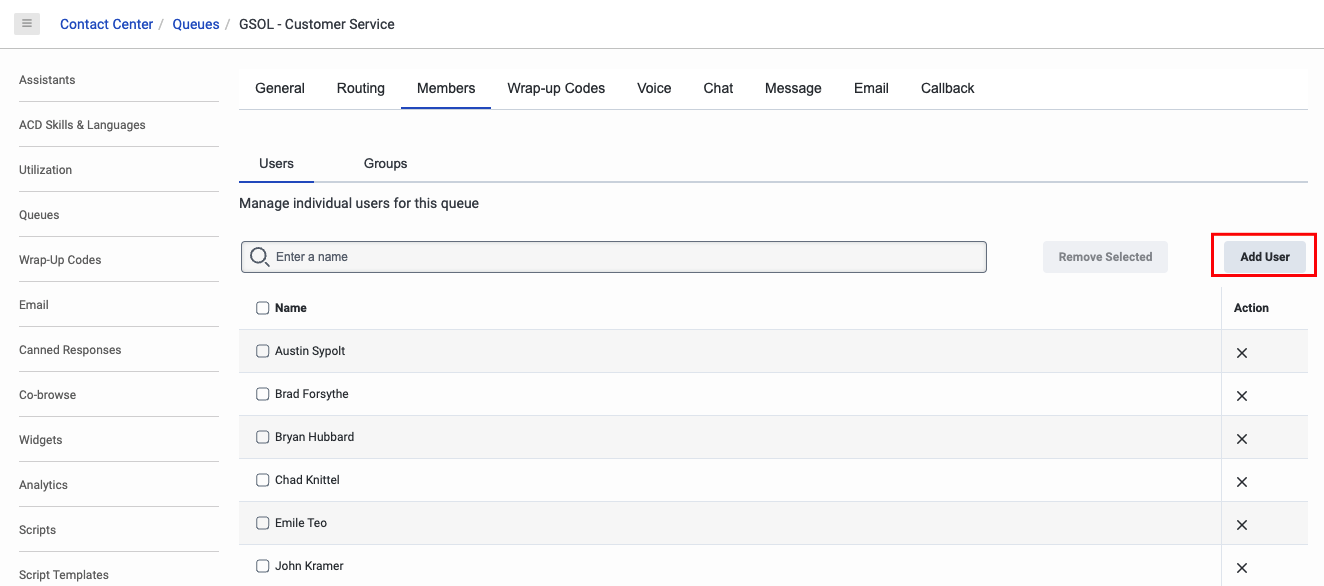 Contact Center / Queues / GSOL - Customer Service
Assistants
ACD Skills & Languages
Utilization
Queues
Wrap-Up Codes
Email
Canned Responses
Co-browse
Widgets
Analytics
Scripts
Script Templates
General Routing Members Wrap-up Codes Voice Chat Message Email Callback
Users Groups
Manage individual users for this queue
Enter a name Remove Selected Add User
Name Action
Austin Sypolt
Brad Forsythe
Bryan Hubbard
Chad Knittel
Emile Teo
John Kramer